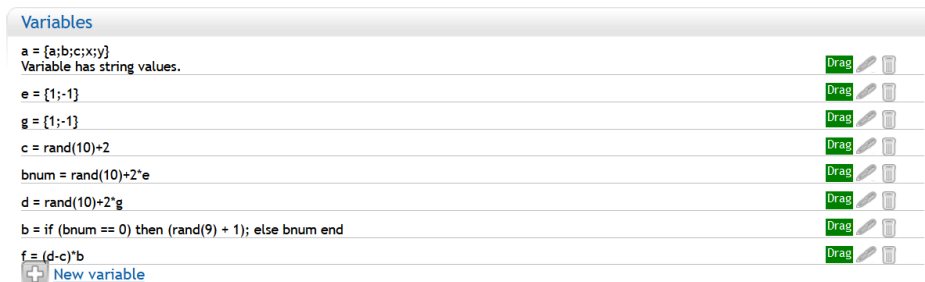 Variables
a = {a;b;c;x;y}
Variable has string values.
Drag
e = {1;-1}
Drag
g = {1;-1}
Drag
c = rand(10)+2
Drag
bnum = rand(10)+2*e
Drag
d = rand(10)+2*g
Drag
b = if (bnum == 0) then (rand(9) + 1); else bnum end
Drag
f = (d-c)*b
Drag
New variable